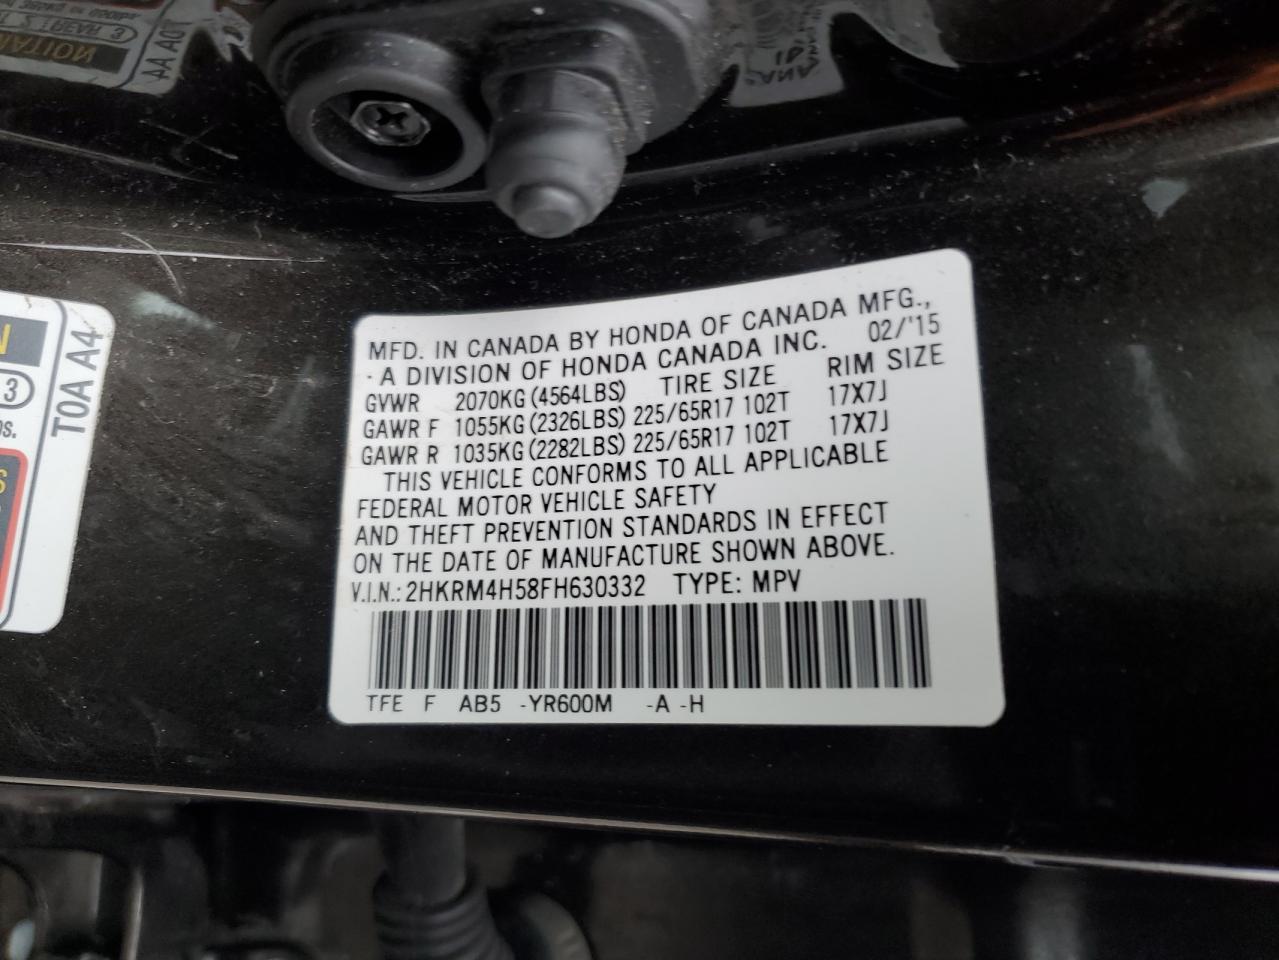 MFD. IN CANADA BY HONDA OF CANADA MFG.,
-A DIVISION OF HONDA CANADA INC. 02/'15
GVWR 2070KG (4564LBS) TIRE SIZE RIM SIZE
GAWR F 1055KG (2326LBS) 225/65R17 102T 17X7J
GAWR R 1035KG (2282LBS) 225/65R17 102T 17X7J
THIS VEHICLE CONFORMS TO ALL APPLICABLE
FEDERAL MOTOR VEHICLE SAFETY
AND THEFT PREVENTION STANDARDS IN EFFECT
ON THE DATE OF MANUFACTURE SHOWN ABOVE.
V.I.N.: 2HKRM4H58FH630332 TYPE: MPV
TFE F AB5 -YR600M -A -H
3
T0A A4